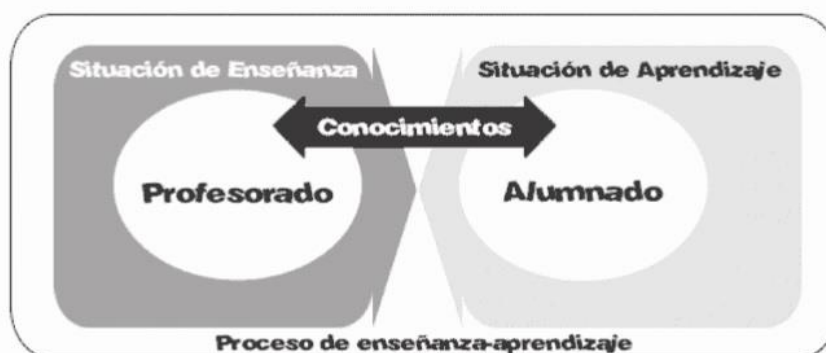 Situación de Enseñanza
Situación de Aprendizaje
Conocimientos
Profesorado
Alumnado
Proceso de enseñanza-aprendizaje